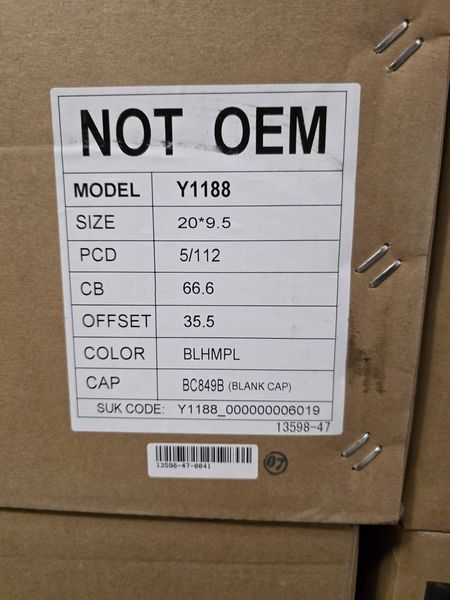 NOT OEM
MODEL Y1188
SIZE 20*9.5
PCD 5/112
CB 66.6
OFFSET 35.5
COLOR BLHMPL
CAP BC849B (BLANK CAP)
SUK CODE: Y1188_000000006019
13598-47
13598-47-0041
07